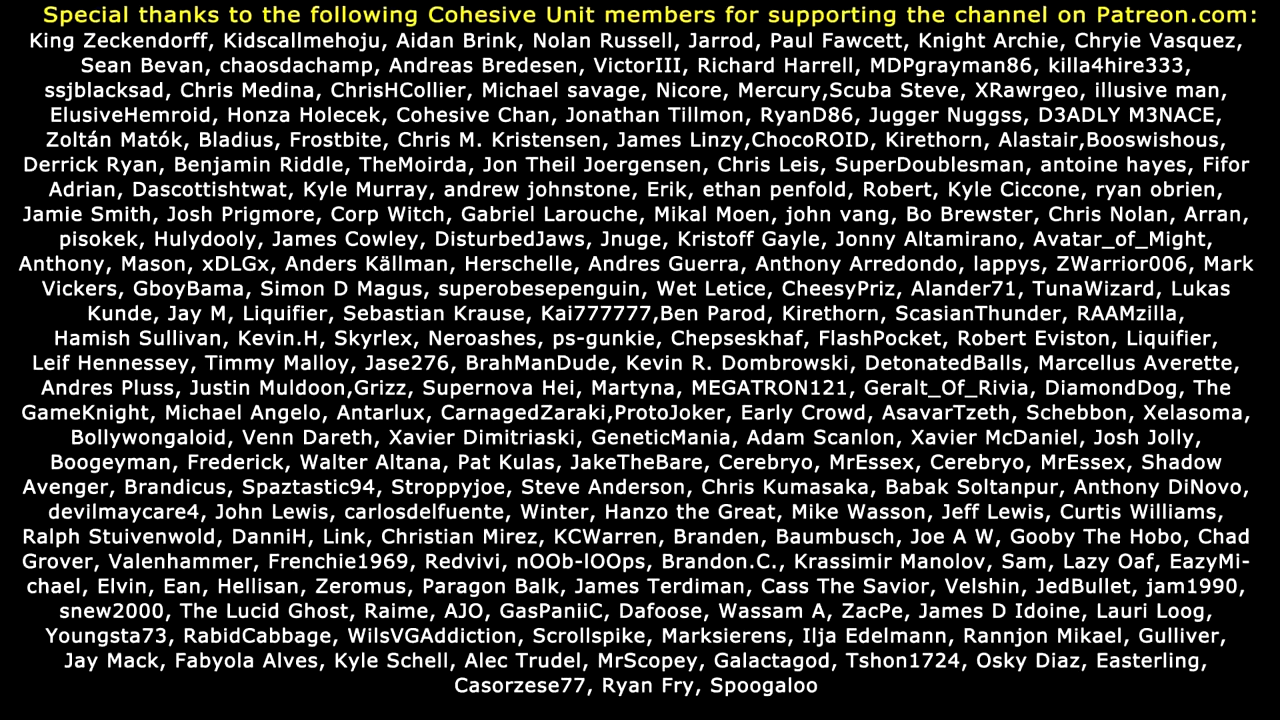 Special thanks to the following Cohesive Unit members for supporting the channel on Patreon.com:
King Zeckendorff, Kidscallmehoju, Aidan Brink, Nolan Russell, Jarrod, Paul Fawcett, Knight Archie, Chryie Vasquez,
Sean Bevan, chaosdachamp, Andreas Bredesen, VictorIII, Richard Harrell, MDPgrayman86, killa4hire333,
ssjblacksad, Chris Medina, ChrisHCollier, Michael savage, Nicore, Mercury,Scuba Steve, XRawrgeo, illusive man,
ElusiveHemroid, Honza Holecek, Cohesive Chan, Jonathan Tillmon, RyanD86, Jugger Nuggss, D3ADLY M3NACE,
Zoltán Matók, Bladius, Frostbite, Chris M. Kristensen, James Linzy,ChocoROID, Kirethorn, Alastair,Booswishous,
Derrick Ryan, Benjamin Riddle, TheMoirda, Jon Theil Joergensen, Chris Leis, SuperDoublesman, antoine hayes, Fifor
Adrian, Dascottishtwat, Kyle Murray, andrew johnstone, Erik, ethan penfold, Robert, Kyle Ciccone, ryan obrien,
Jamie Smith, Josh Prigmore, Corp Witch, Gabriel Larouche, Mikal Moen, john vang, Bo Brewster, Chris Nolan, Arran,
pisokek, Hulydooly, James Cowley, DisturbedJaws, Jnuge, Kristoff Gayle, Jonny Altamirano, Avatar_of_Might,
Anthony, Mason, xDLGx, Anders Källman, Herschelle, Andres Guerra, Anthony Arredondo, lappys, ZWarrior006, Mark
Vickers, GboyBama, Simon D Magus, superobesepenguin, Wet Letice, CheesyPriz, Alander71, TunaWizard, Lukas
Kunde, Jay M, Liquifier, Sebastian Krause, Kai777777,Ben Parod, Kirethorn, ScasianThunder, RAAMzilla,
Hamish Sullivan, Kevin.H, Skyrlex, Neroashes, ps-gunkie, Chepseskhaf, FlashPocket, Robert Eviston, Liquifier,
Leif Hennessey, Timmy Malloy, Jase276, BrahManDude, Kevin R. Dombrowski, DetonatedBalls, Marcellus Averette,
Andres Pluss, Justin Muldoon,Grizz, Supernova Hei, Martyna, MEGATRON121, Geralt_Of_Rivia, DiamondDog, The
GameKnight, Michael Angelo, Antarlux, CarnagedZaraki,ProtoJoker, Early Crowd, AsavarTzeth, Schebbon, Xelasoma,
Bollywongaloid, Venn Dareth, Xavier Dimitriaski, GeneticMania, Adam Scanlon, Xavier McDaniel, Josh Jolly,
Boogeyman, Frederick, Walter Altana, Pat Kulas, JakeTheBare, Cerebryo, MrEssex, Cerebryo, MrEssex, Shadow
Avenger, Brandicus, Spaztastic94, Stroppyjoe, Steve Anderson, Chris Kumasaka, Babak Soltanpur, Anthony DiNovo,
devilmaycare4, John Lewis, carlosdelfuente, Winter, Hanzo the Great, Mike Wasson, Jeff Lewis, Curtis Williams,
Ralph Stuivenwold, DanniH, Link, Christian Mirez, KCWarren, Branden, Baumbusch, Joe A W, Gooby The Hobo, Chad
Grover, Valenhammer, Frenchie1969, Redvivi, nOOb-lOOps, Brandon.C., Krassimir Manolov, Sam, Lazy Oaf, EazyMi-
chael, Elvin, Ean, Hellisan, Zeromus, Paragon Balk, James Terdiman, Cass The Savior, Velshin, JedBullet, jam1990,
snew2000, The Lucid Ghost, Raime, AJO, GasPaniiC, Dafoose, Wassam A, ZacPe, James D Idoine, Lauri Loog,
Youngsta73, RabidCabbage, WilsVGAddiction, Scrollspike, Marksierens, Ilja Edelmann, Rannjon Mikael, Gulliver,
Jay Mack, Fabyola Alves, Kyle Schell, Alec Trudel, MrScopey, Galactagod, Tshon1724, Osky Diaz, Easterling,
Casorzese77, Ryan Fry, Spoogaloo